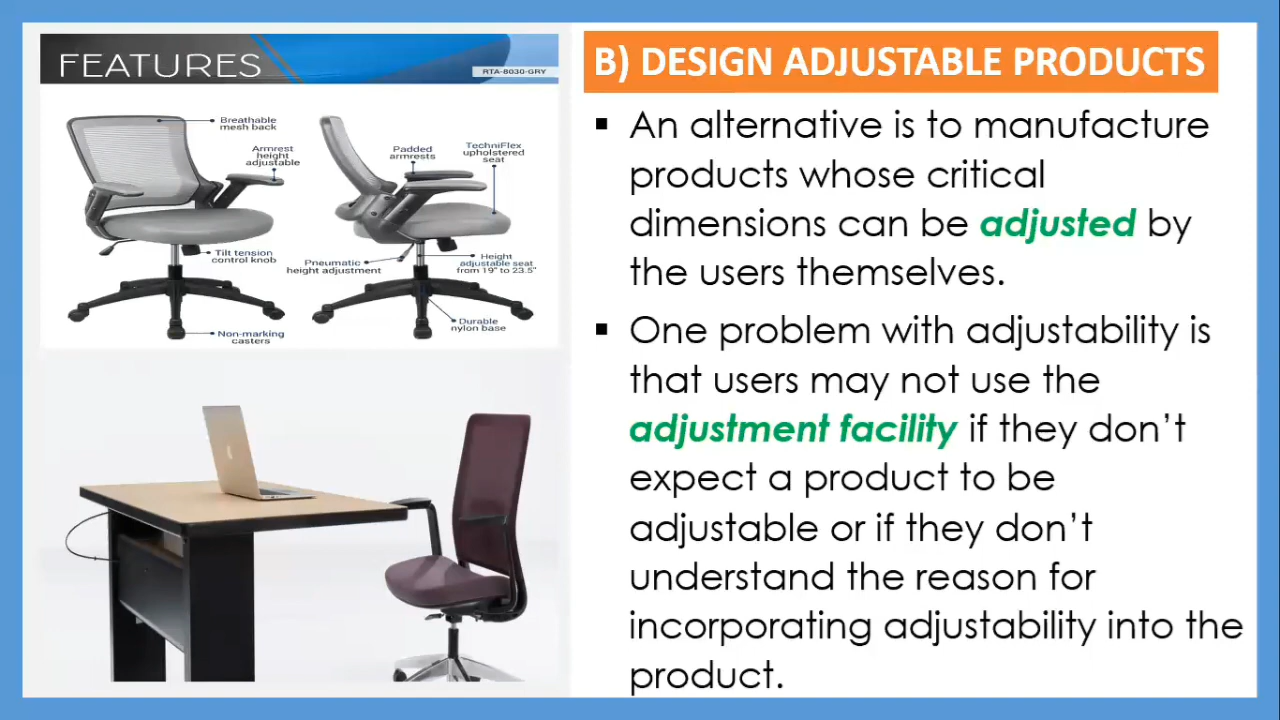 FEATURES
RTA-8030-GRY
Breathable
mesh back
Armrest
height
adjustable
Padded
armrests
TechniFlex
upholstered
seat
Tilt tension
control knob
Pneumatic
height adjustment
Height
adjustable seat
from 19" to 23.5"
Durable
nylon base
Non-marking
casters
B) DESIGN ADJUSTABLE PRODUCTS
▪ An alternative is to manufacture
products whose critical
dimensions can be adjusted by
the users themselves.
▪ One problem with adjustability is
that users may not use the
adjustment facility if they don’t
expect a product to be
adjustable or if they don’t
understand the reason for
incorporating adjustability into the
product.